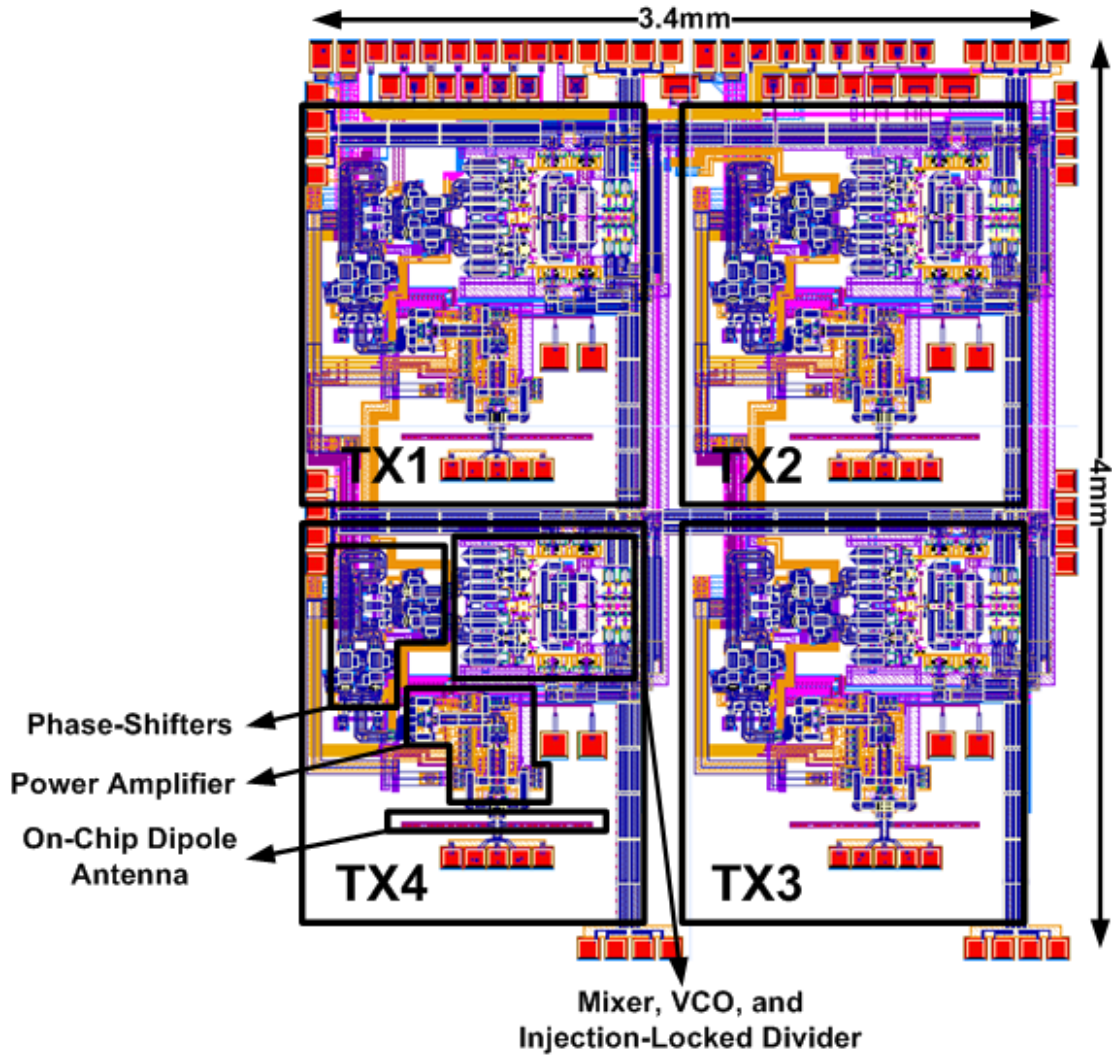 3.4mm
4mm
TX1
TX2
TX4
TX3
Phase-Shifters
Power Amplifier
On-Chip Dipole
Antenna
Mixer, VCO, and
Injection-Locked Divider